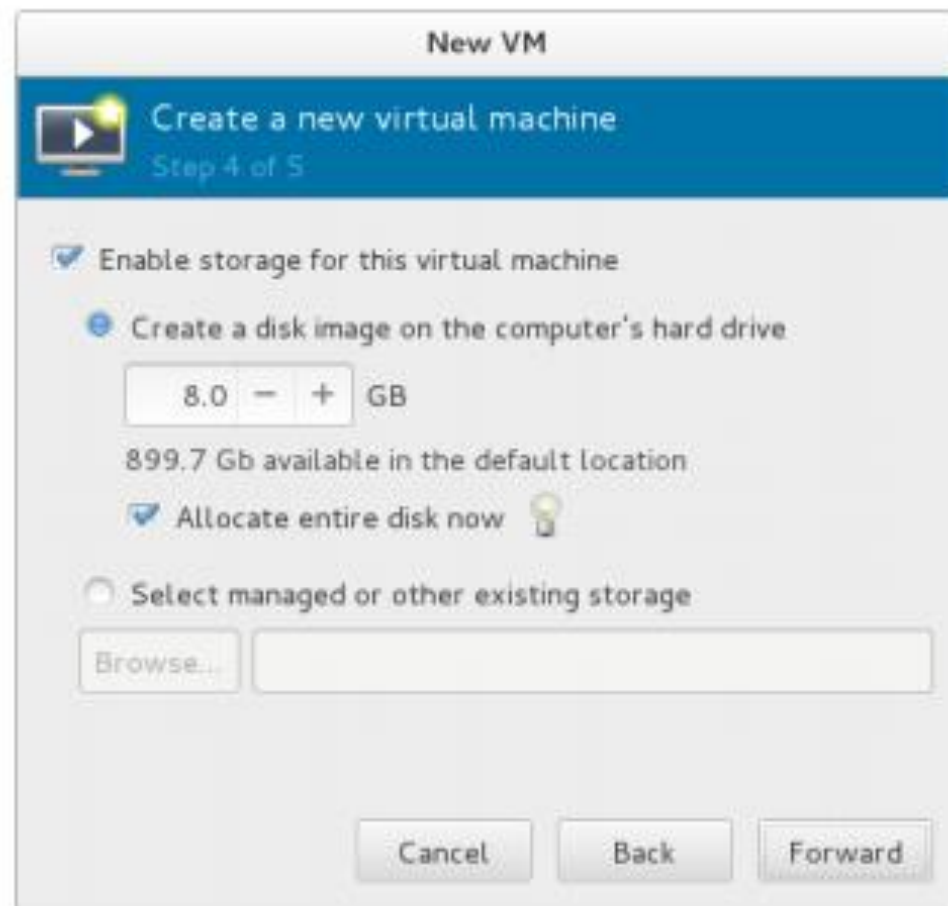 New VM
Create a new virtual machine
Step 4 of 5
Enable storage for this virtual machine
Create a disk image on the computer's hard drive
8.0 − + GB
899.7 Gb available in the default location
Allocate entire disk now
Select managed or other existing storage
Browse...
Cancel Back Forward